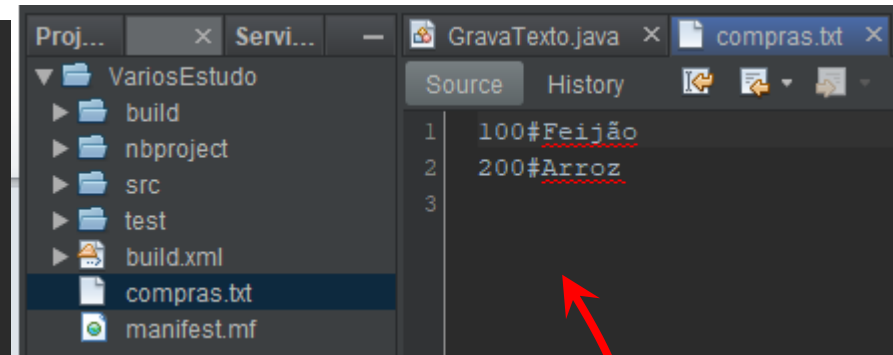 Proj... × Servi... –
VariosEstudo
build
nbproject
src
test
build.xml
compras.txt
manifest.mf
GravaTexto.java × compras.txt ×
Source History
1 100#Feijão
2 200#Arroz
3